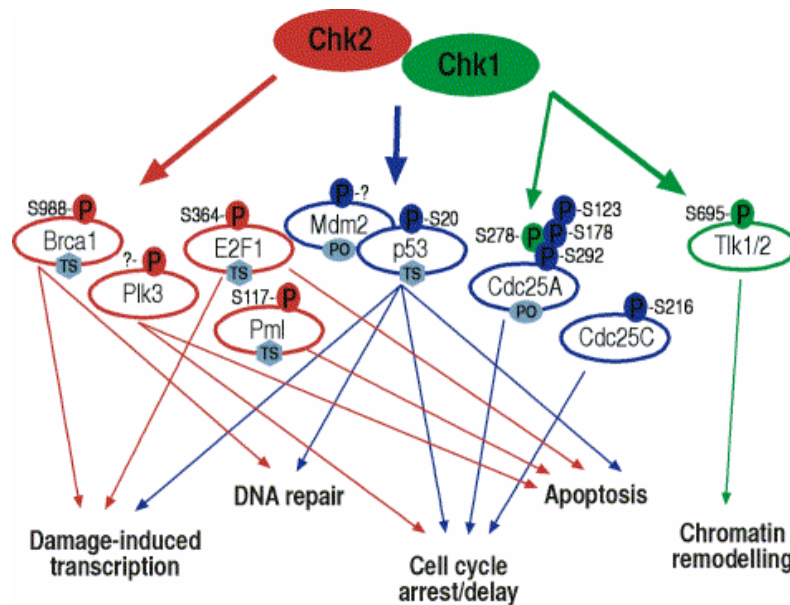 Chk2
Chk1
S988-P
Brca1
TS
?-P
Plk3
S364-P
E2F1
TS
S117-P
Pml
TS
P-?
Mdm2
PO
P-S20
p53
TS
P-S123
S278-P P-S178
P-S292
Cdc25A
PO
P-S216
Cdc25C
S695-P
Tlk1/2
Damage-induced
transcription
DNA repair
Cell cycle
arrest/delay
Apoptosis
Chromatin
remodelling